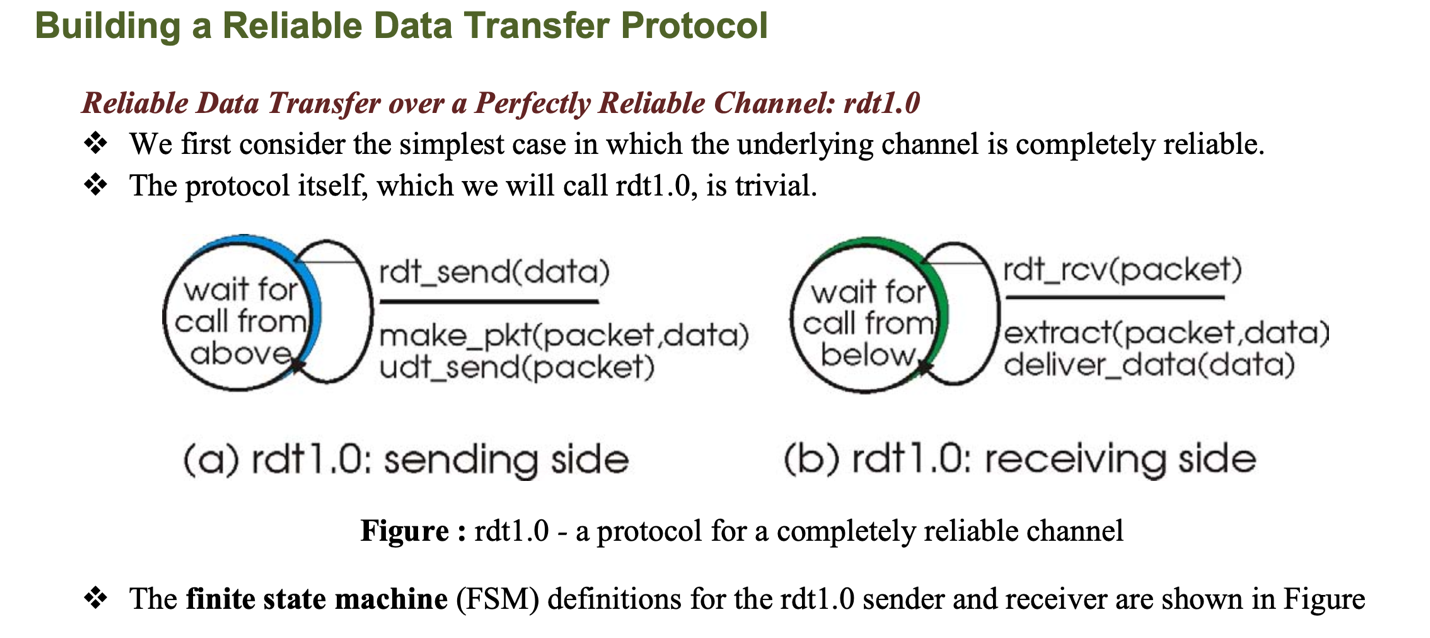 Building a Reliable Data Transfer Protocol
Reliable Data Transfer over a Perfectly Reliable Channel: rdt1.0
❖ We first consider the simplest case in which the underlying channel is completely reliable.
❖ The protocol itself, which we will call rdt1.0, is trivial.
wait for
call from
above
rdt_send(data)
make_pkt(packet,data)
udt_send(packet)
(a) rdt1.0: sending side
wait for
call from
below
rdt_rcv(packet)
extract(packet,data)
deliver_data(data)
(b) rdt1.0: receiving side
Figure : rdt1.0 - a protocol for a completely reliable channel
❖ The finite state machine (FSM) definitions for the rdt1.0 sender and receiver are shown in Figure